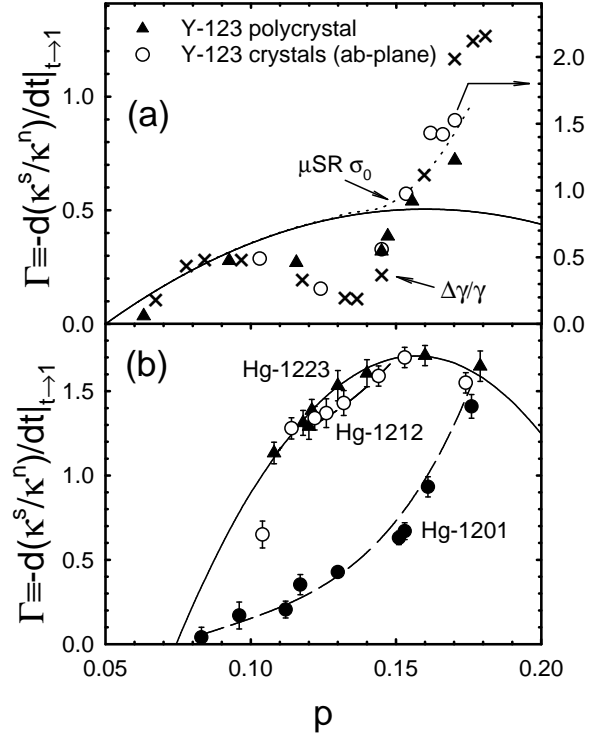 ▲ Y-123 polycrystal
○ Y-123 crystals (ab-plane)
(a)
μSR σ₀
Δγ/γ
Γ≡-d(κˢ/κⁿ)/dt|ₜ→₁
1.0
0.5
0.0
2.0
1.5
1.0
0.5
0.0
(b)
Hg-1223
Hg-1212
Hg-1201
Γ≡-d(κˢ/κⁿ)/dt|ₜ→₁
1.5
1.0
0.5
0.0
0.05 0.10 0.15 0.20
p